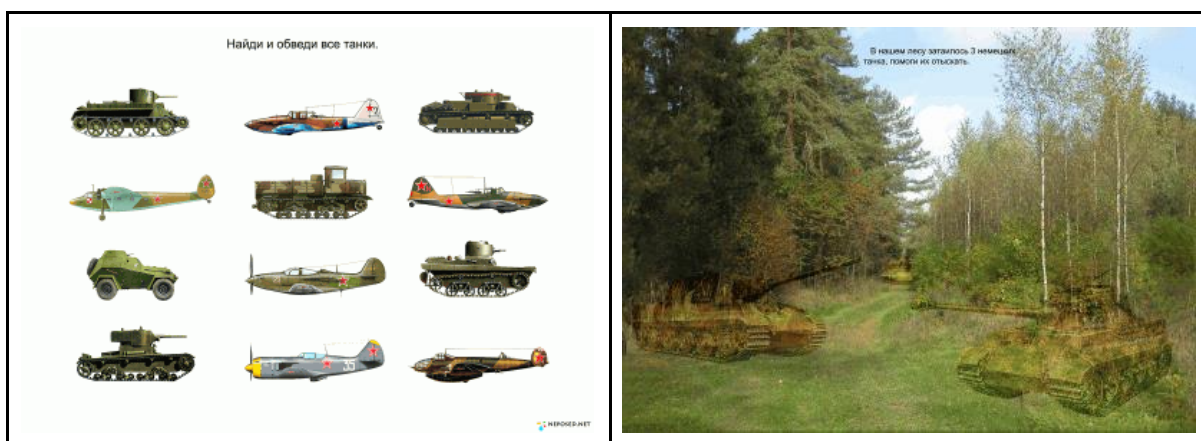 Найди и обведи все танки.
В нашем лесу затаилось 3 немецких
танка, помоги их отыскать.
NEPOSED.NET